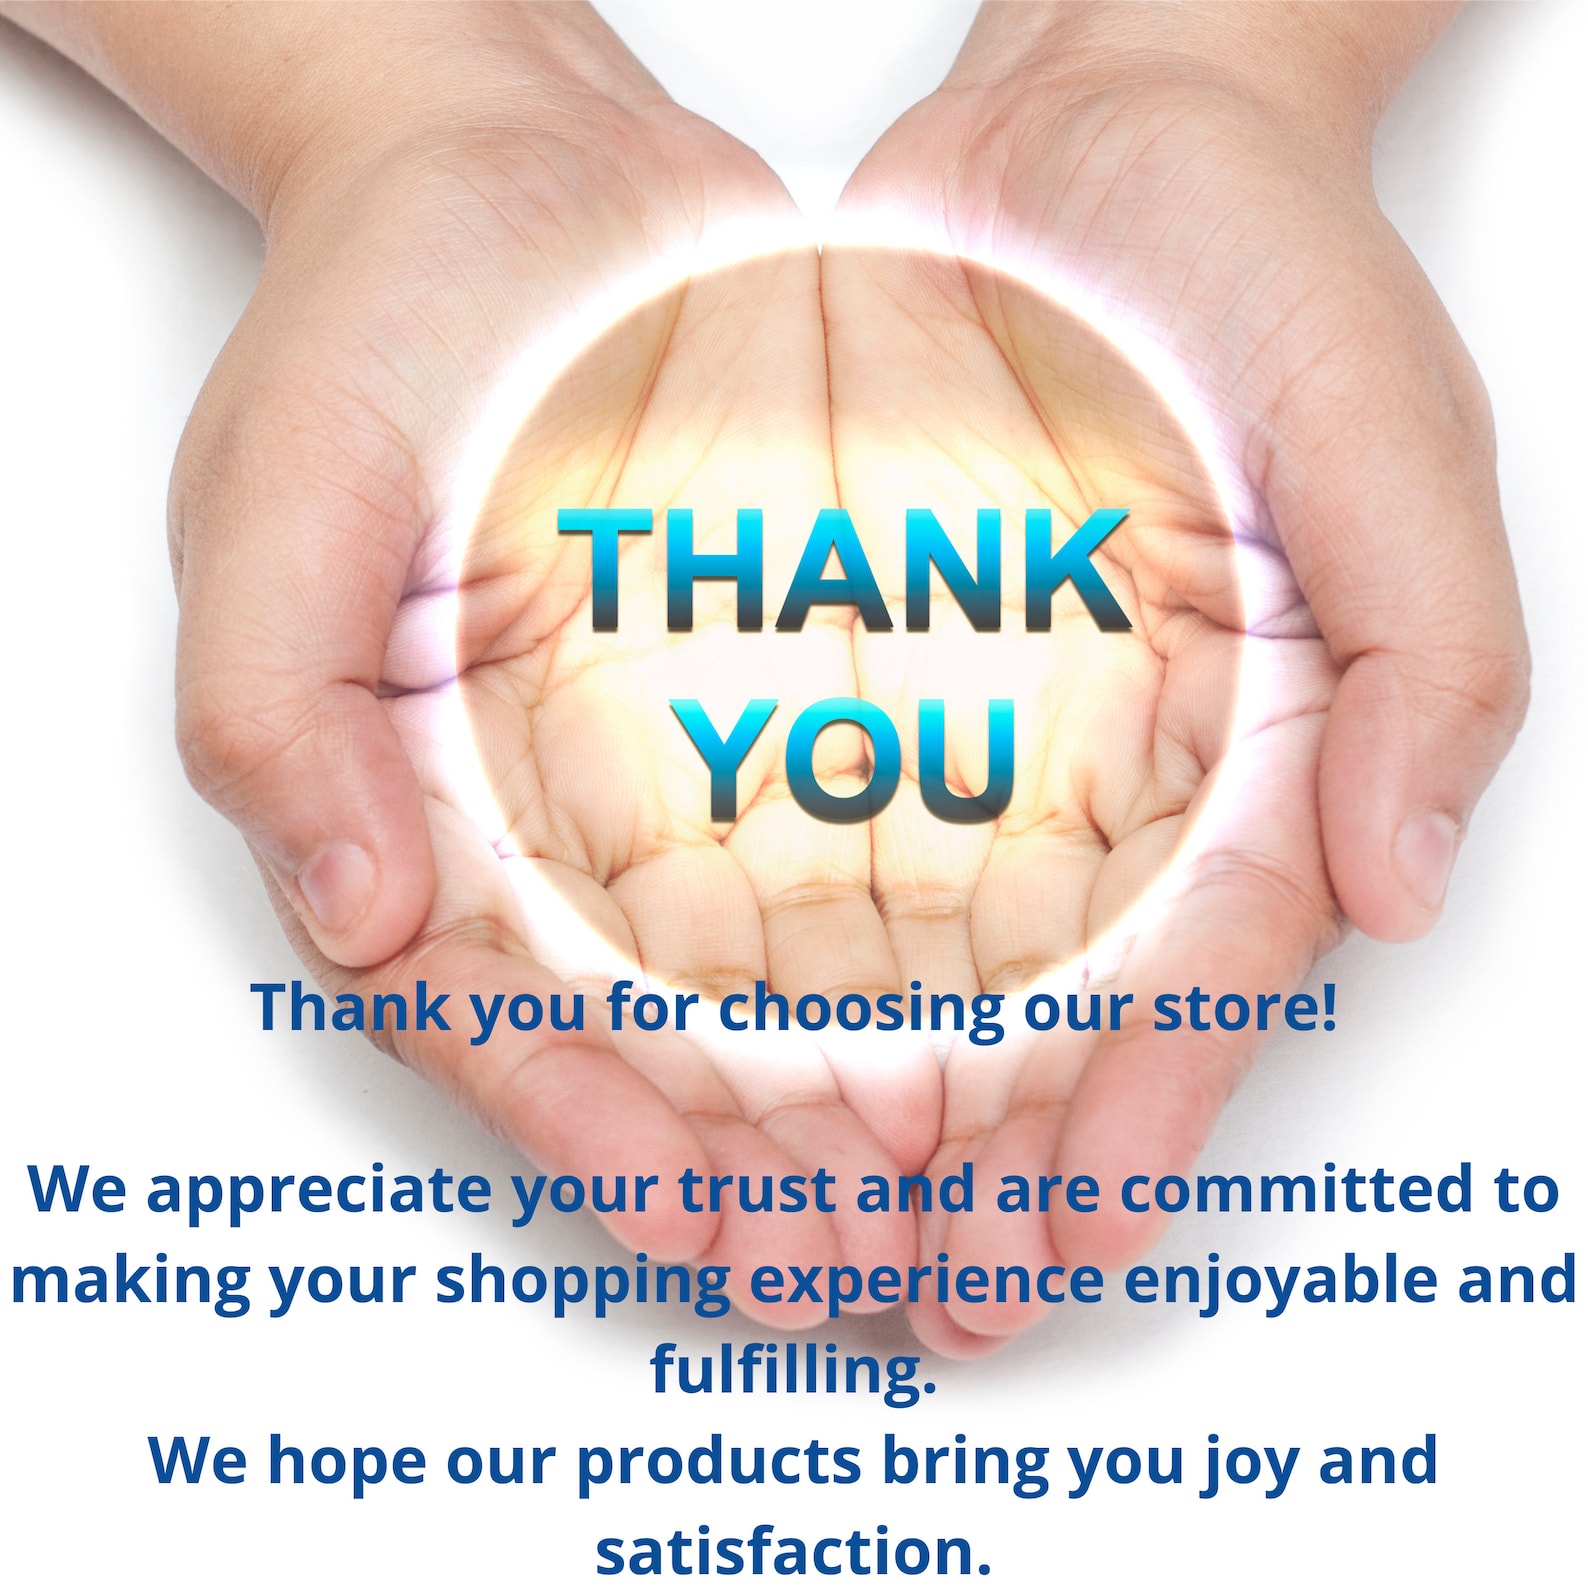 THANK
YOU
Thank you for choosing our store!
We appreciate your trust and are committed to
making your shopping experience enjoyable and
fulfilling.
We hope our products bring you joy and
satisfaction.